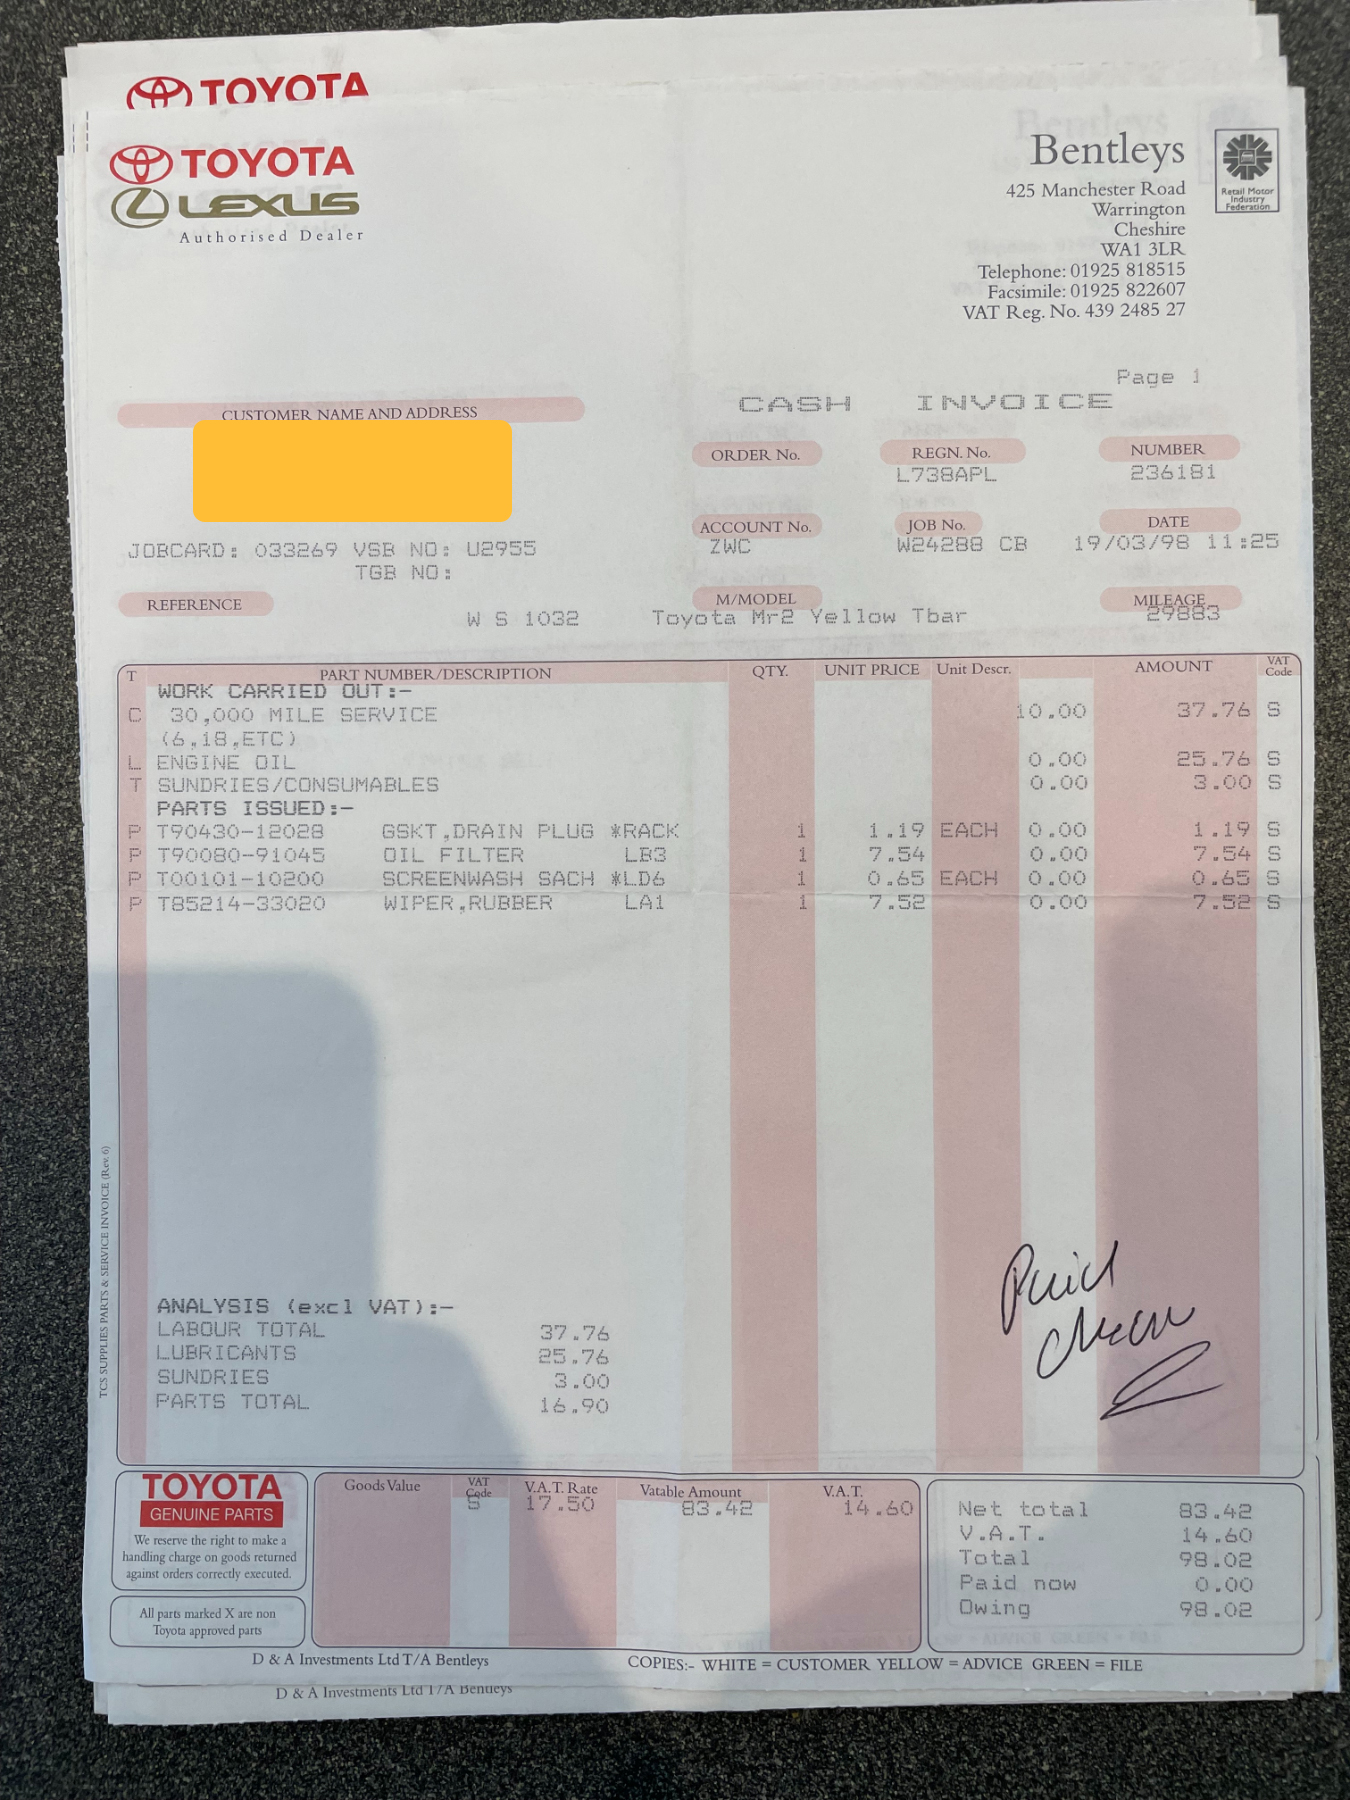 TOYOTA
TOYOTA
LEXUS
Authorised Dealer
Bentleys
425 Manchester Road
Warrington
Cheshire
WA1 3LR
Telephone: 01925 818515
Facsimile: 01925 822607
VAT Reg. No. 439 2485 27
Retail Motor
Industry
Federation
Page 1
CASH INVOICE
CUSTOMER NAME AND ADDRESS
ORDER No. REGN. No. NUMBER
L738APL 236181
ACCOUNT No. JOB No. DATE
JOBCARD: 033269 VSB NO: U2955 ZWC W24288 CB 19/03/98 11:25
TGB NO:
REFERENCE M/MODEL MILEAGE
W S 1032 Toyota Mr2 Yellow Tbar 29883
T PART NUMBER/DESCRIPTION QTY. UNIT PRICE Unit Descr. AMOUNT VAT Code
WORK CARRIED OUT:-
C 30,000 MILE SERVICE 10.00 37.76 S
(6,18,ETC)
L ENGINE OIL 0.00 25.76 S
T SUNDRIES/CONSUMABLES 0.00 3.00 S
PARTS ISSUED:-
P T90430-12028 GSKT,DRAIN PLUG *RACK 1 1.19 EACH 0.00 1.19 S
P T90080-91045 OIL FILTER LB3 1 7.54 0.00 7.54 S
P T00101-10200 SCREENWASH SACH *LD6 1 0.65 EACH 0.00 0.65 S
P T85214-33020 WIPER,RUBBER LA1 1 7.52 0.00 7.52 S
TCS SUPPLIES PARTS & SERVICE INVOICE (Rev. 6)
Paid
ANALYSIS (excl VAT):-
LABOUR TOTAL 37.76
LUBRICANTS 25.76
SUNDRIES 3.00
PARTS TOTAL 16.90
TOYOTA
GENUINE PARTS
We reserve the right to make a
handling charge on goods returned
against orders correctly executed.
All parts marked X are non
Toyota approved parts
Goods Value VAT Code V.A.T. Rate Vatable Amount V.A.T.
S 17.50 83.42 14.60
Net total 83.42
V.A.T. 14.60
Total 98.02
Paid now 0.00
Owing 98.02
D & A Investments Ltd T/A Bentleys
COPIES:- WHITE = CUSTOMER YELLOW = ADVICE GREEN = FILE
D & A Investments Ltd T/A Bentleys